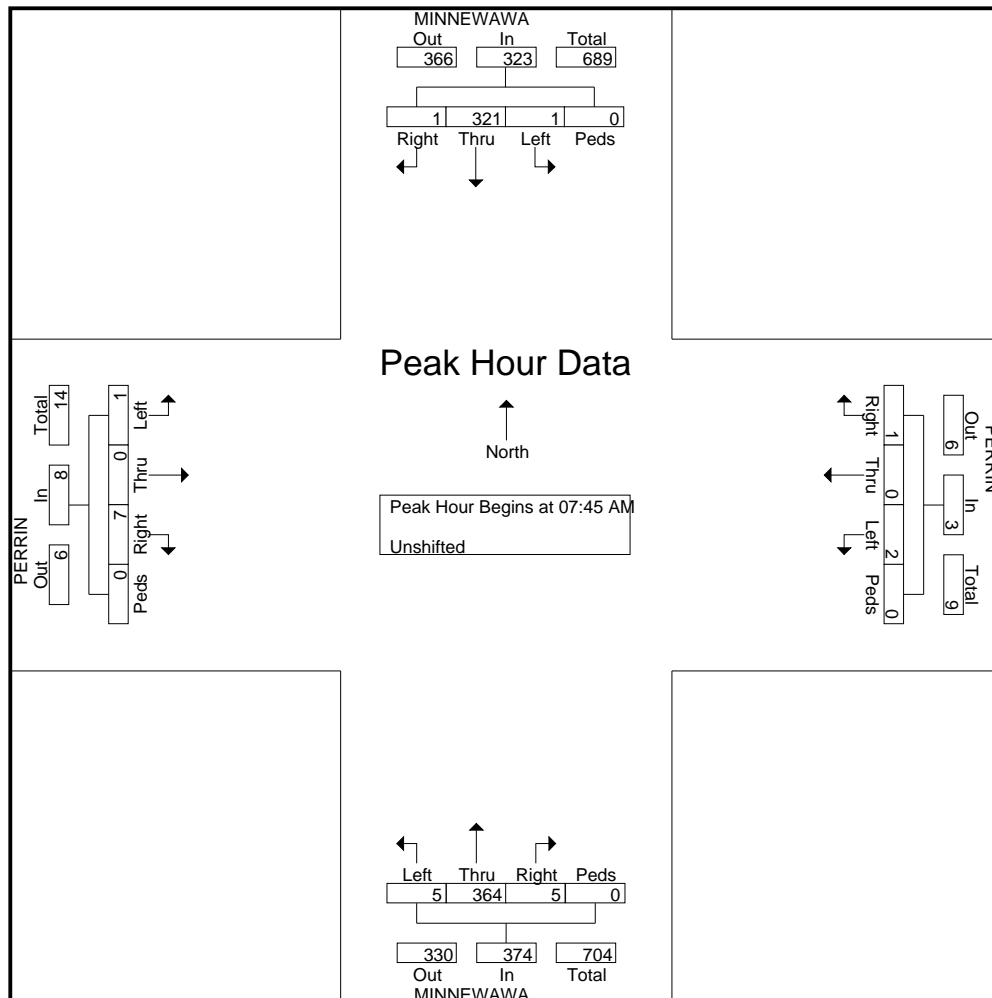 MINNEWAWA
Out In Total
366 323 689
1 321 1 0
Right Thru Left Peds
Peak Hour Data
North
Peak Hour Begins at 07:45 AM
Unshifted
PERRIN
Out In Total
6 8 14
Left Thru Right Peds
1 0 7 0
PERRIN
Out In Total
6 3 9
Right Thru Left Peds
1 0 2 0
Left Thru Right Peds
5 364 5 0
330 374 704
Out In Total
MINNEWAWA